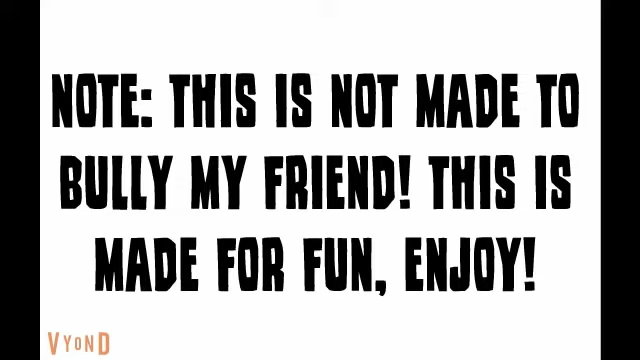 NOTE: THIS IS NOT MADE TO
BULLY MY FRIEND! THIS IS
MADE FOR FUN, ENJOY!
VYOND